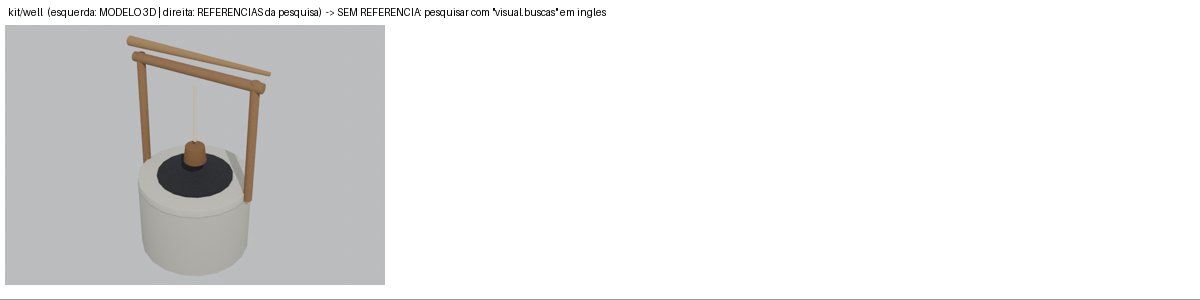 kit/well (esquerda: MODELO 3D | direita: REFERENCIAS da pesquisa) -> SEM REFERENCIA: pesquisar com "visual.buscas" em ingles